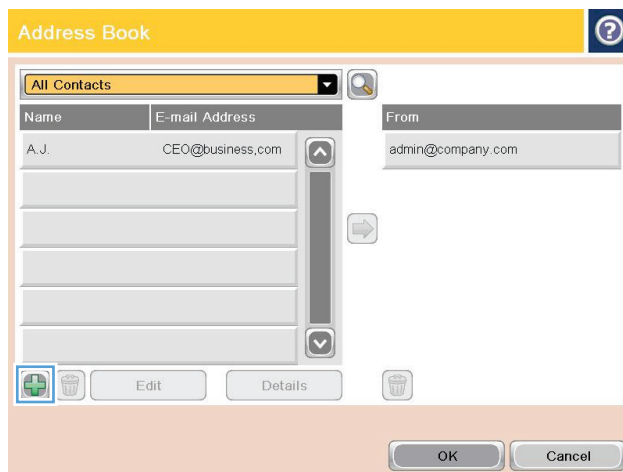 Address Book
?
All Contacts
Name E-mail Address
From
A.J. CEO@business,com
admin@company.com
Edit Details
OK Cancel